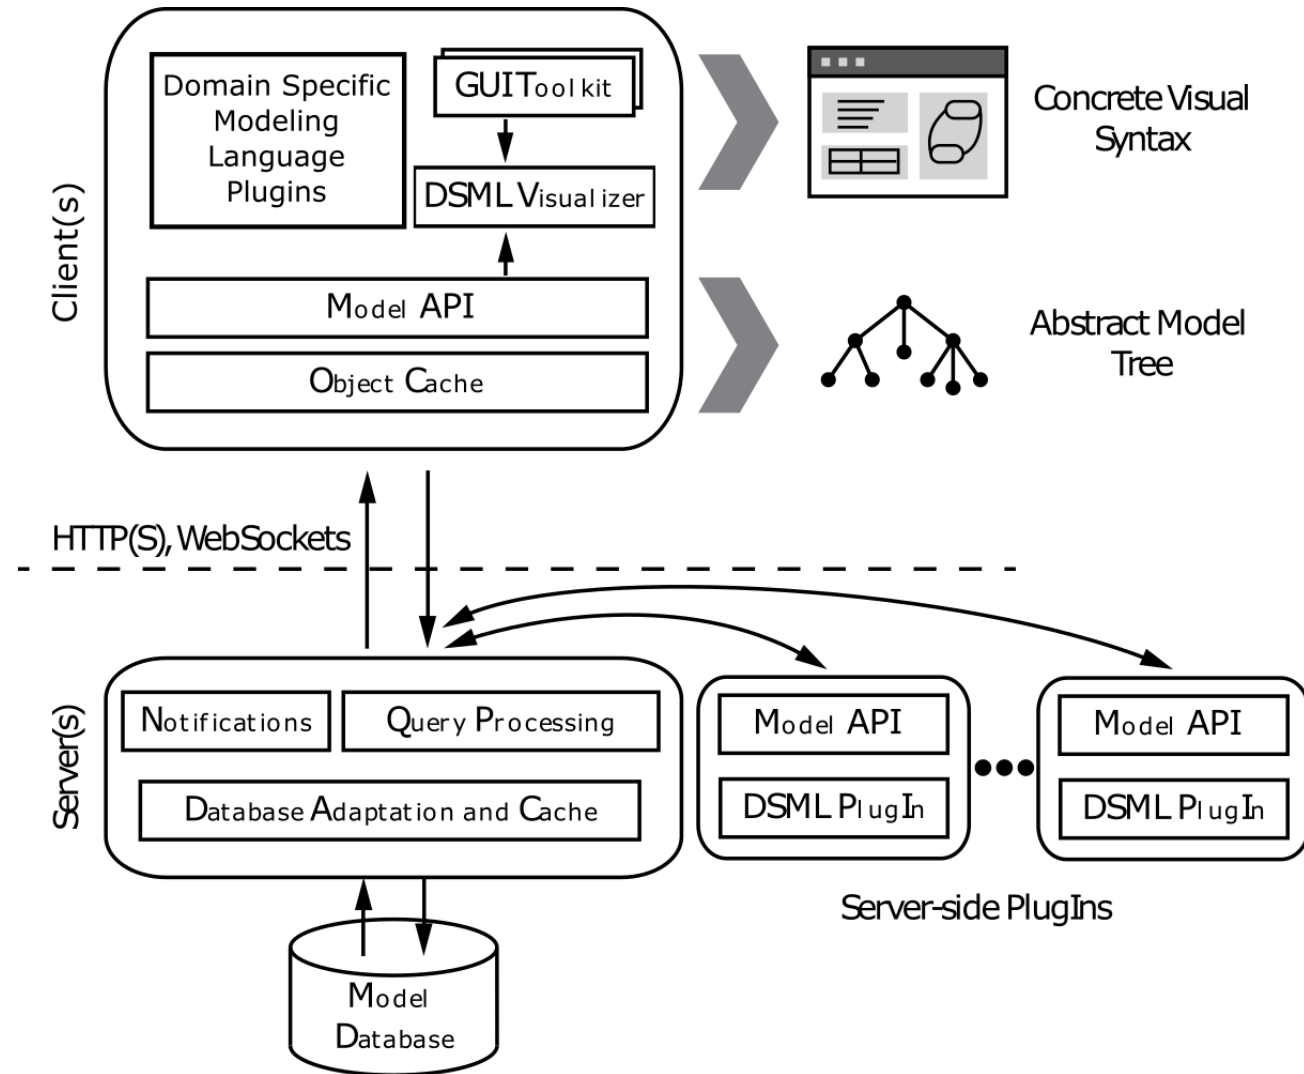 Client(s)
Domain Specific
Modeling
Language
Plugins
GUIToolkit
DSML Visualizer
Model API
Object Cache
Concrete Visual
Syntax
Abstract Model
Tree
HTTP(S), WebSockets
Server(s)
Notifications
Query Processing
Database Adaptation and Cache
Model API
DSML PlugIn
Model API
DSML PlugIn
Server-side PlugIns
Model
Database